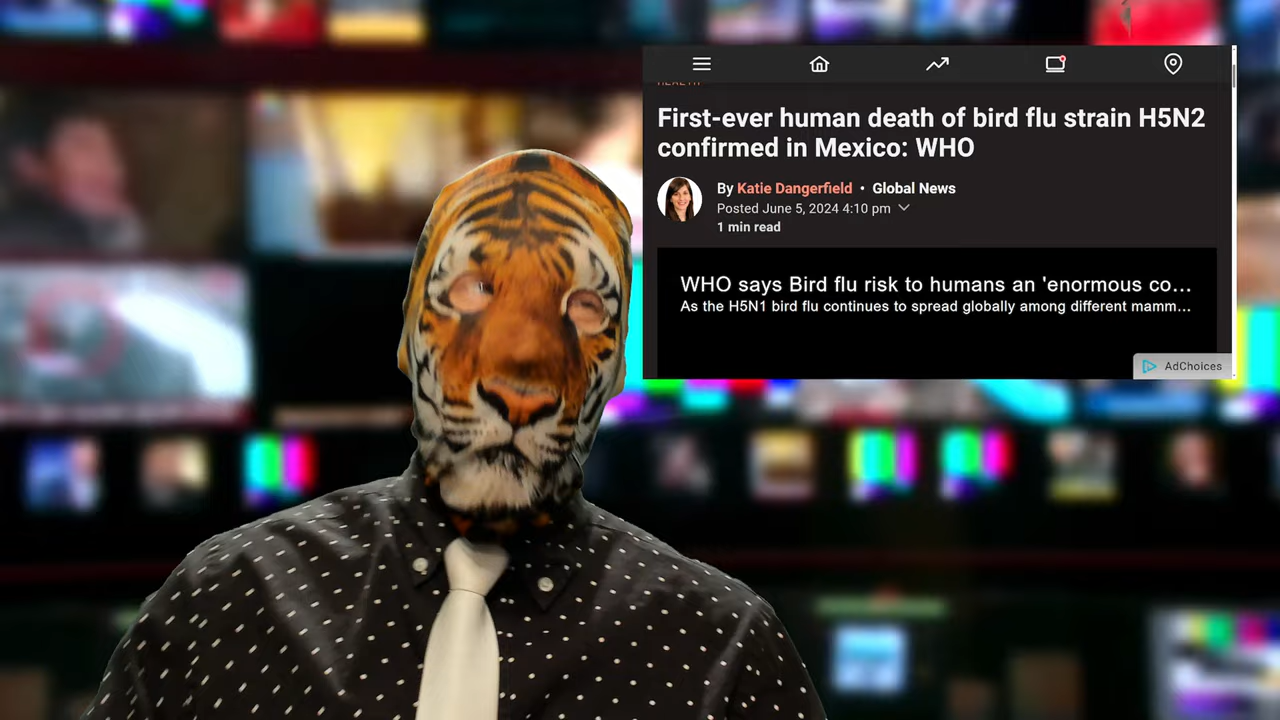 First-ever human death of bird flu strain H5N2
confirmed in Mexico: WHO
By Katie Dangerfield • Global News
Posted June 5, 2024 4:10 pm
1 min read
WHO says Bird flu risk to humans an 'enormous co...
As the H5N1 bird flu continues to spread globally among different mamm...
AdChoices